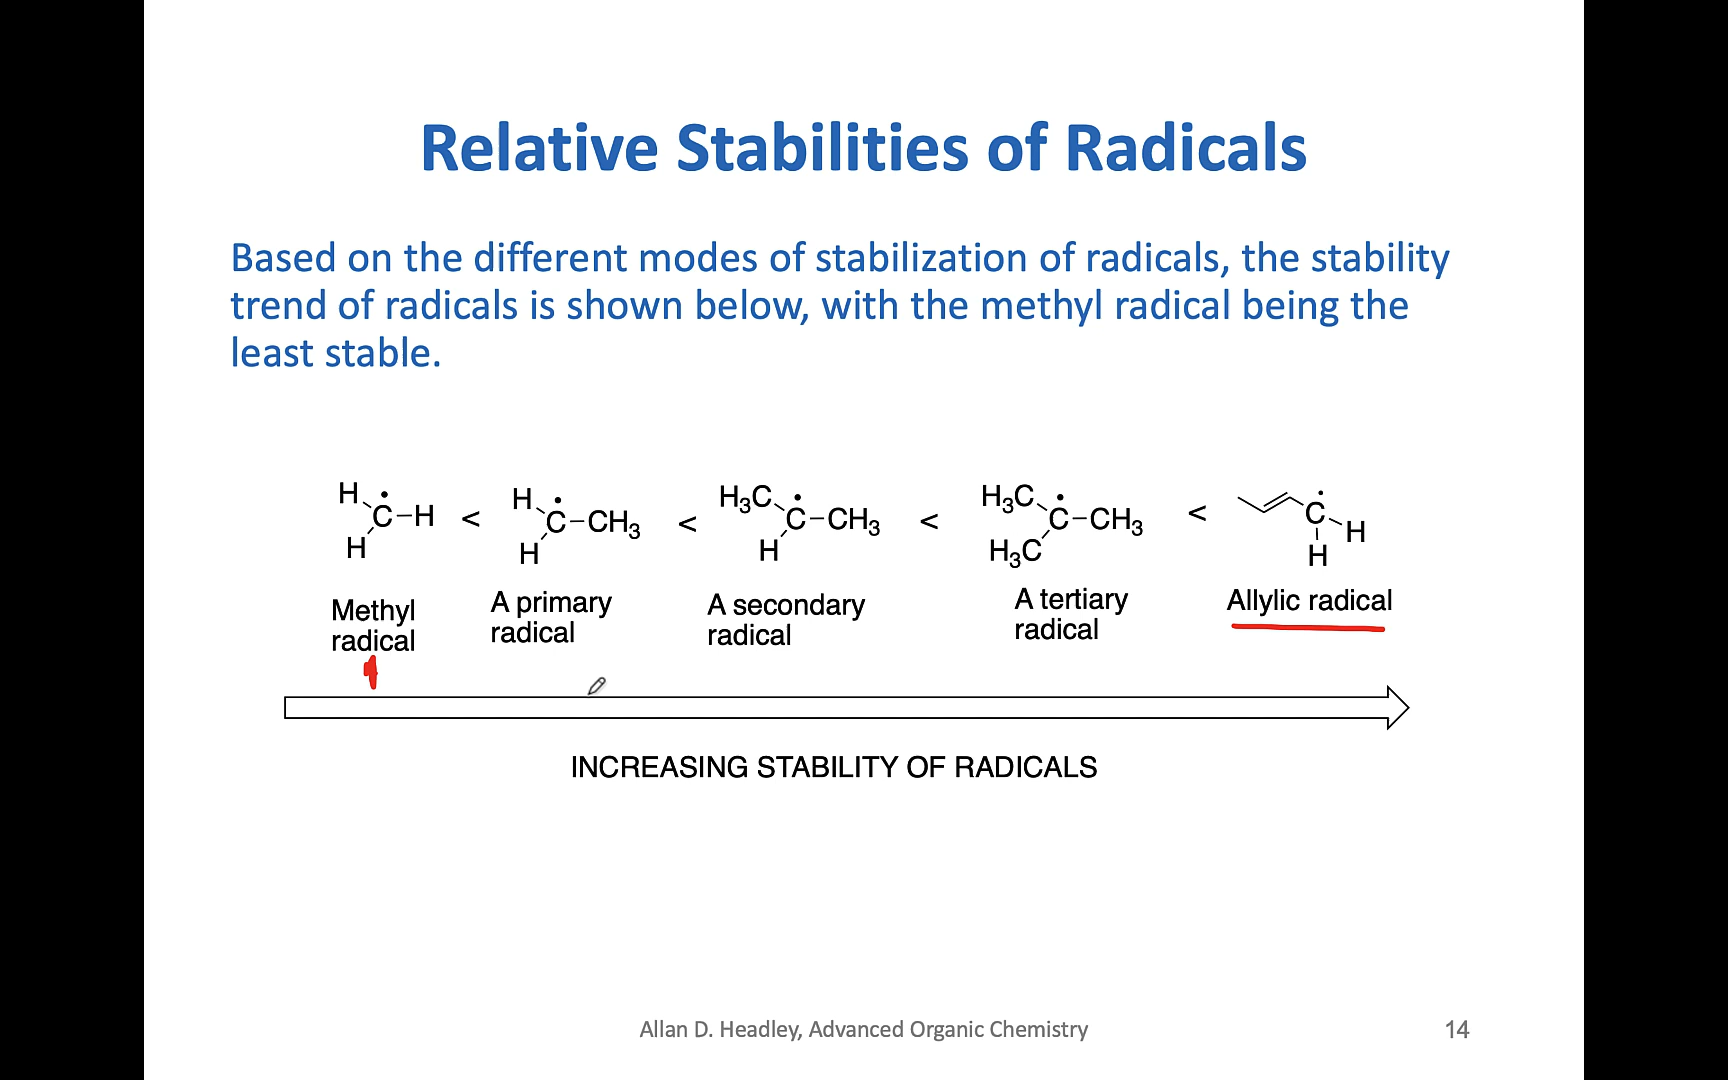 Relative Stabilities of Radicals
Based on the different modes of stabilization of radicals, the stability
trend of radicals is shown below, with the methyl radical being the
least stable.
H Ċ–H H < H Ċ–CH3 H < H3C Ċ–CH3 H < H3C Ċ–CH3 H3C < Ċ H H
Methyl
radical
A primary
radical
A secondary
radical
A tertiary
radical
Allylic radical
INCREASING STABILITY OF RADICALS
Allan D. Headley, Advanced Organic Chemistry
14